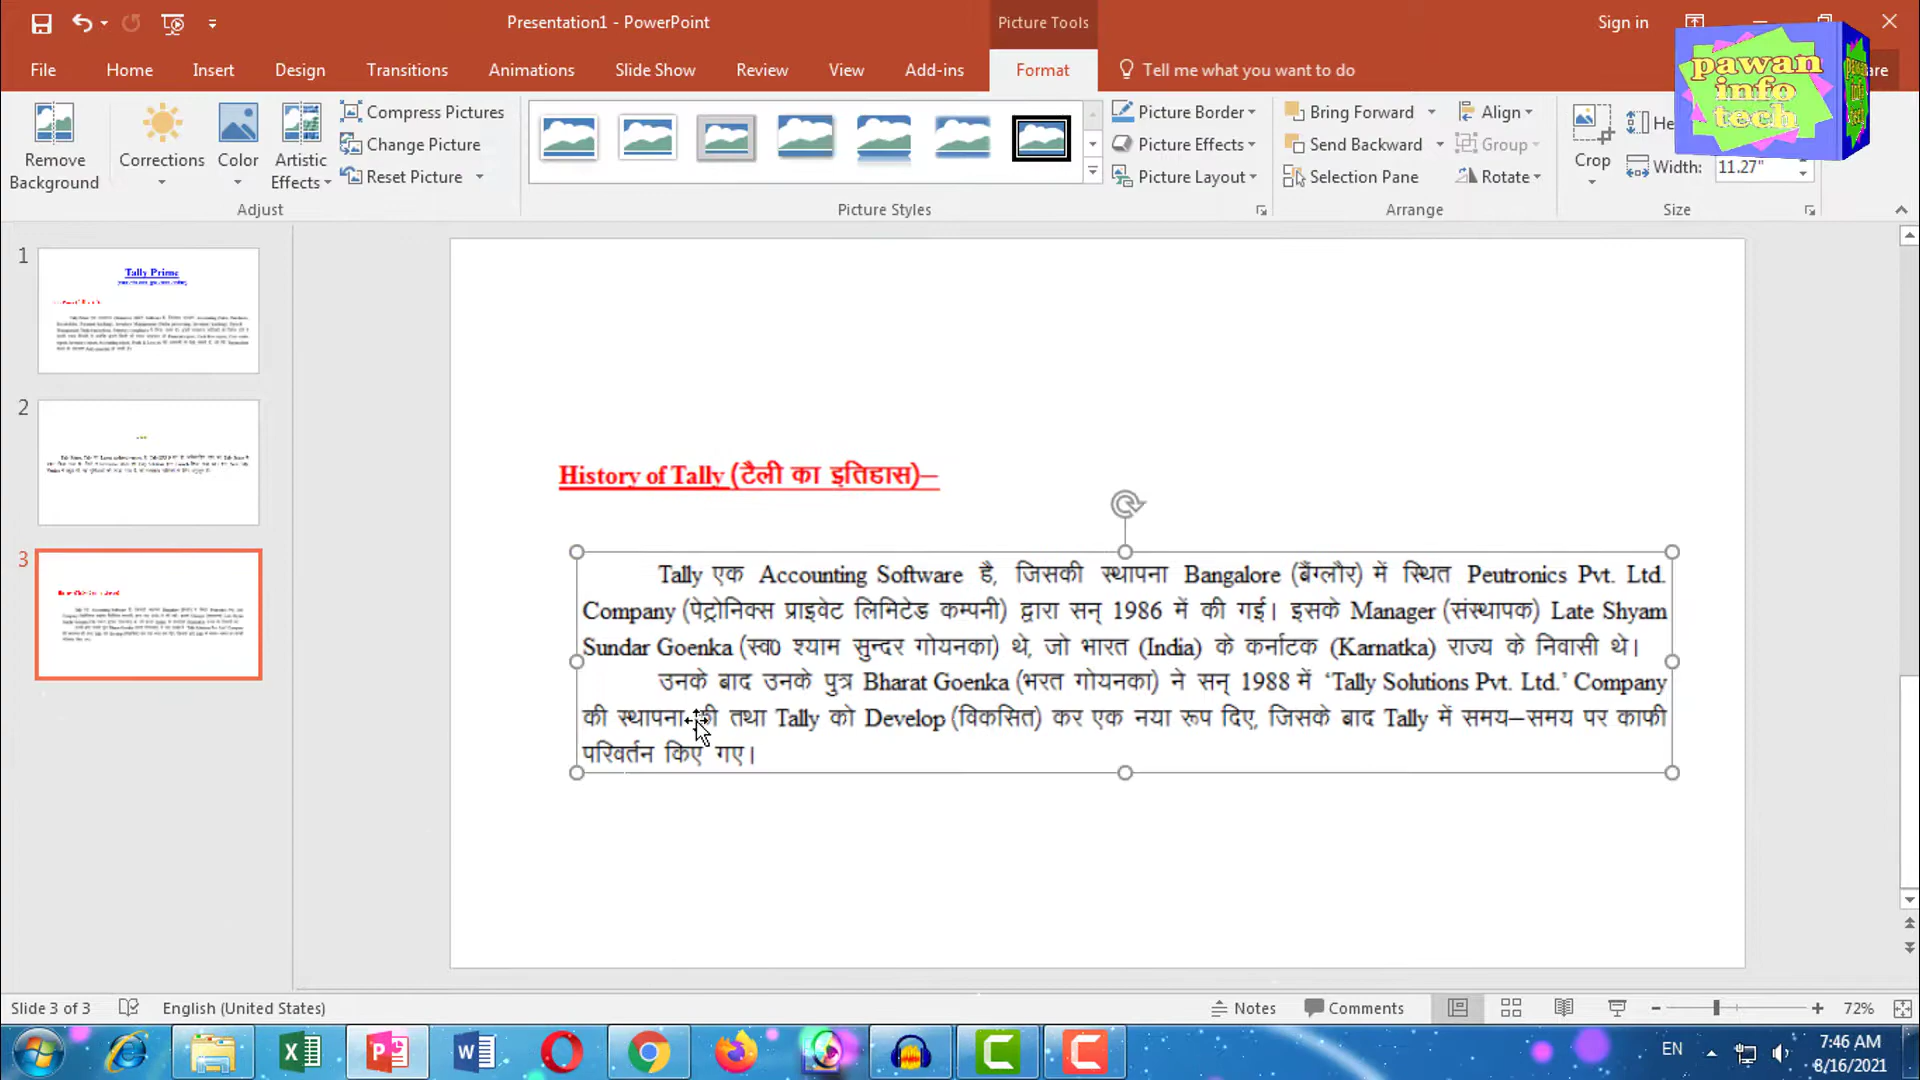 Presentation1 - PowerPoint
Picture Tools
Sign in
File
Home
Insert
Design
Transitions
Animations
Slide Show
Review
View
Add-ins
Format
Tell me what you want to do
pawan
info
tech
Remove Background
Corrections
Color
Artistic Effects
Compress Pictures
Change Picture
Reset Picture
Picture Border
Picture Effects
Picture Layout
Bring Forward
Send Backward
Selection Pane
Align
Group
Rotate
Crop
Width:
11.27"
Adjust
Picture Styles
Arrange
Size
1
Tally Prime
2
3
History of Tally (टैली का इतिहास)–
Tally एक Accounting Software है, जिसकी स्थापना Bangalore (बैंग्लौर) में स्थित Peutronics Pvt. Ltd.
Company (पेट्रोनिक्स प्राइवेट लिमिटेड कम्पनी) द्वारा सन् 1986 में की गई। इसके Manager (संस्थापक) Late Shyam
Sundar Goenka (स्व0 श्याम सुन्दर गोयनका) थे, जो भारत (India) के कर्नाटक (Karnatka) राज्य के निवासी थे।
उनके बाद उनके पुत्र Bharat Goenka (भरत गोयनका) ने सन् 1988 में ‘Tally Solutions Pvt. Ltd.’ Company
की स्थापना की तथा Tally को Develop (विकसित) कर एक नया रूप दिए, जिसके बाद Tally में समय–समय पर काफी
परिवर्तन किए गए।
Slide 3 of 3
English (United States)
Notes
Comments
72%
EN
7:46 AM
8/16/2021